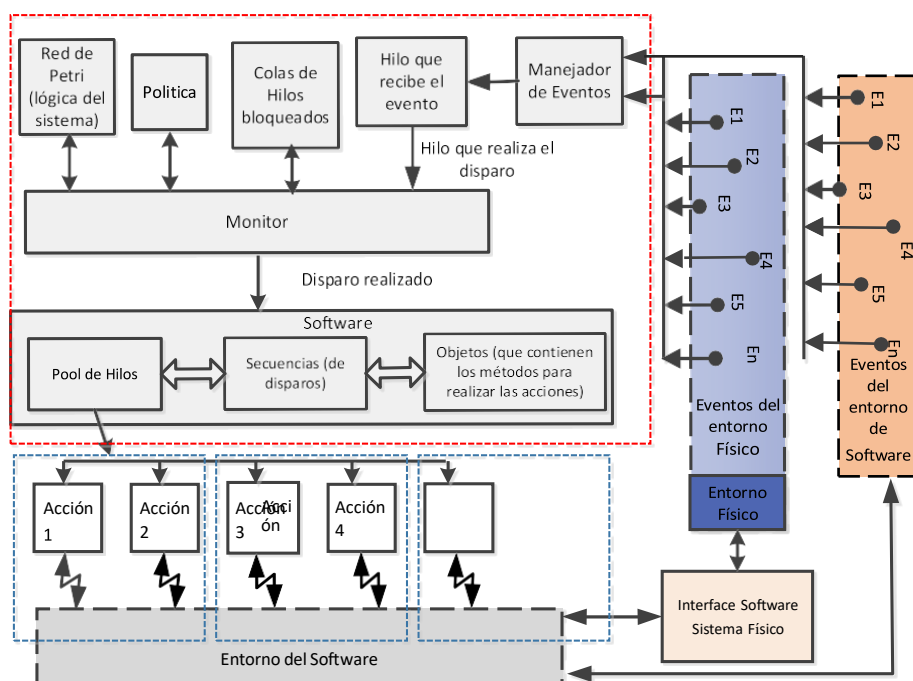 Red de
Petri
(lógica del
sistema)
Politica
Colas de
Hilos
bloqueados
Hilo que
recibe el
evento
Manejador
de Eventos
Hilo que realiza el
disparo
Monitor
Disparo realizado
Software
Pool de Hilos
Secuencias (de
disparos)
Objetos (que contienen
los métodos para
realizar las acciones)
E1
E2
E3
E4
E5
En
Eventos del
entorno
Físico
Entorno
Físico
E1
E2
E3
E4
E5
En
Eventos
del
entorno
de
Software
Acción
1
Acción
2
Acción
3
Acci
ón
Acción
4
Interface Software
Sistema Físico
Entorno del Software